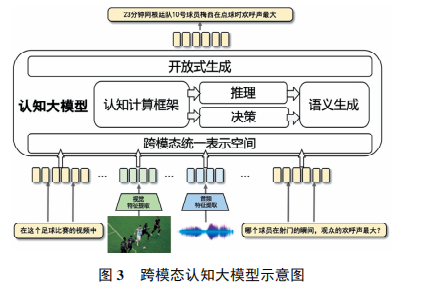 23分钟阿根廷队10号球员梅西在点球时欢呼声最大
开放式生成
认知大模型
认知计算框架
推理
决策
语义生成
跨模态统一表示空间
...
...
...
视觉
特征提取
音频
特征提取
在这个足球比赛的视频中
哪个球员在射门的瞬间，观众的欢呼声最大？
图 3 跨模态认知大模型示意图